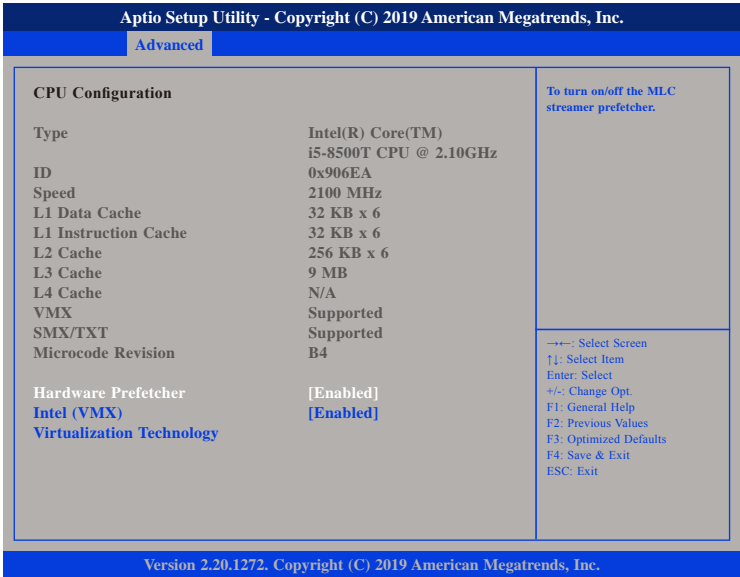 Aptio Setup Utility - Copyright (C) 2019 American Megatrends, Inc.
Advanced
CPU Configuration
Type Intel(R) Core(TM)
i5-8500T CPU @ 2.10GHz
ID 0x906EA
Speed 2100 MHz
L1 Data Cache 32 KB x 6
L1 Instruction Cache 32 KB x 6
L2 Cache 256 KB x 6
L3 Cache 9 MB
L4 Cache N/A
VMX Supported
SMX/TXT Supported
Microcode Revision B4
Hardware Prefetcher [Enabled]
Intel (VMX) [Enabled]
Virtualization Technology
To turn on/off the MLC
streamer prefetcher.
→←: Select Screen
↑↓: Select Item
Enter: Select
+/-: Change Opt.
F1: General Help
F2: Previous Values
F3: Optimized Defaults
F4: Save & Exit
ESC: Exit
Version 2.20.1272. Copyright (C) 2019 American Megatrends, Inc.